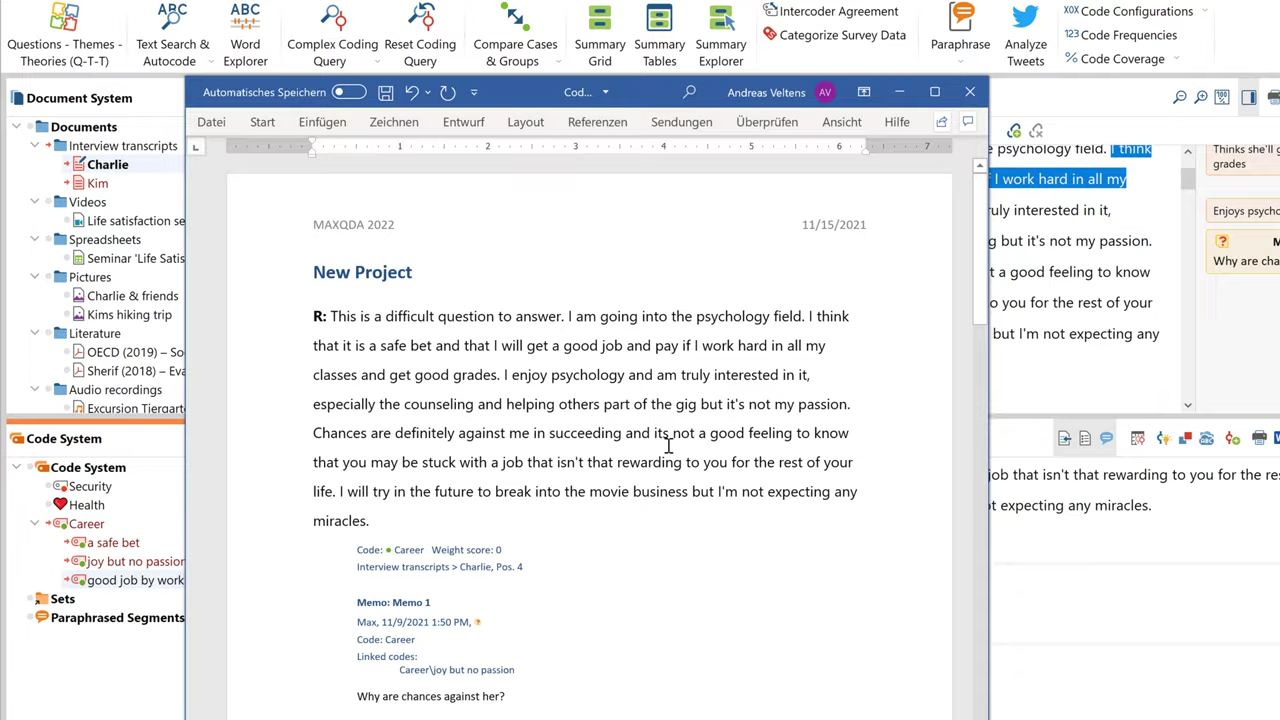 ABC
ABC
Questions - Themes -
Theories (Q-T-T)
Text Search &
Autocode
Word
Explorer
Complex Coding
Query
Reset Coding
Query
Compare Cases
& Groups
Summary
Grid
Summary
Tables
Summary
Explorer
Intercoder Agreement
Categorize Survey Data
Paraphrase
Analyze
Tweets
XOX Code Configurations
123 Code Frequencies
% Code Coverage
Document System
Documents
Interview transcripts
Charlie
Kim
Videos
Life satisfaction se
Spreadsheets
Seminar 'Life Satis
Pictures
Charlie & friends
Kims hiking trip
Literature
OECD (2019) – So
Sherif (2018) – Eva
Audio recordings
Excursion Tiergarte
Code System
Code System
Security
Health
Career
a safe bet
joy but no passion
good job by work
Sets
Paraphrased Segments
Automatisches Speichern
Cod...
Andreas Veltens
AV
Datei
Start
Einfügen
Zeichnen
Entwurf
Layout
Referenzen
Sendungen
Überprüfen
Ansicht
Hilfe
1 2 3 4 5 6 7
MAXQDA 2022
11/15/2021
New Project
R: This is a difficult question to answer. I am going into the psychology field. I think
that it is a safe bet and that I will get a good job and pay if I work hard in all my
classes and get good grades. I enjoy psychology and am truly interested in it,
especially the counseling and helping others part of the gig but it's not my passion.
Chances are definitely against me in succeeding and its not a good feeling to know
that you may be stuck with a job that isn't that rewarding to you for the rest of your
life. I will try in the future to break into the movie business but I'm not expecting any
miracles.
Code: Career Weight score: 0
Interview transcripts > Charlie, Pos. 4
Memo: Memo 1
Max, 11/9/2021 1:50 PM,
Code: Career
Linked codes:
Career\joy but no passion
Why are chances against her?
100%
e psychology field. I think
I work hard in all my
uly interested in it,
g but it's not my passion.
t a good feeling to know
o you for the rest of your
but I'm not expecting any
Thinks she'll g
grades
Enjoys psycho
M
Why are cha
job that isn't that rewarding to you for the res
t expecting any miracles.